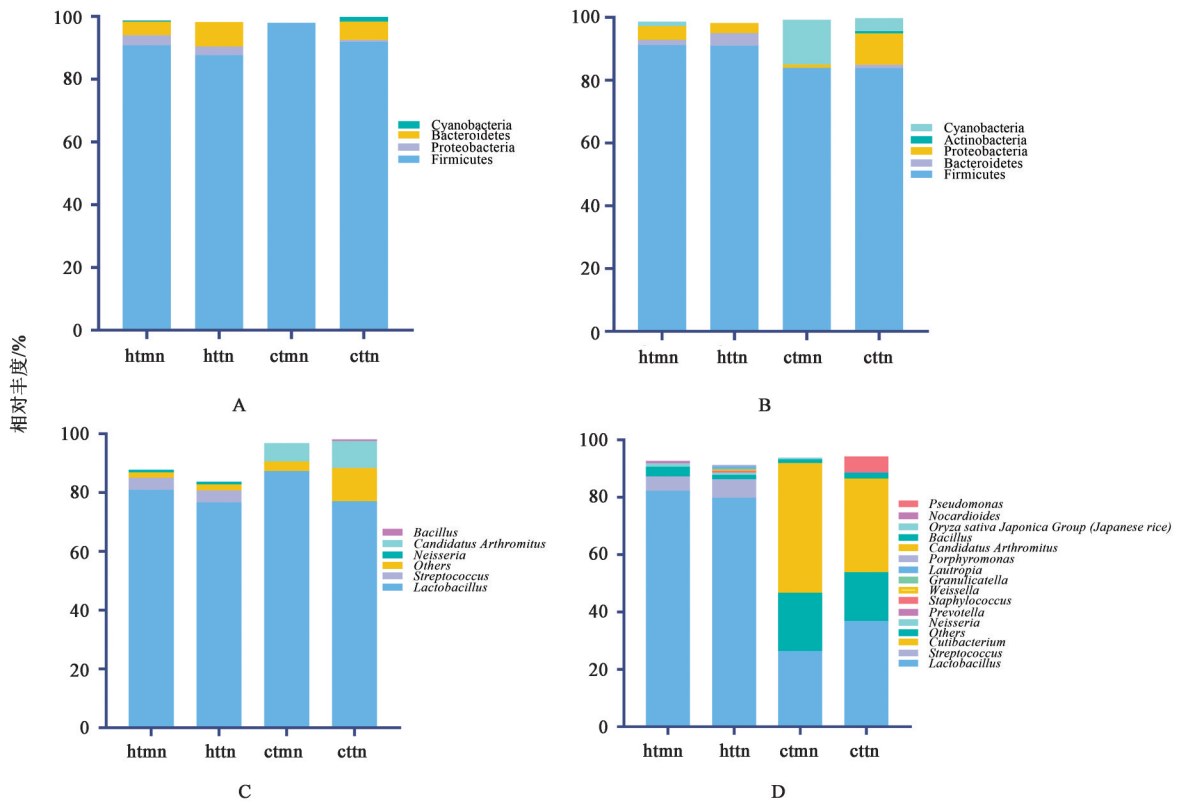 相对丰度/%
100
80
60
40
20
0
htmn httn ctmn cttn
Cyanobacteria
Bacteroidetes
Proteobacteria
Firmicutes
A
100
80
60
40
20
0
htmn httn ctmn cttn
Cyanobacteria
Actinobacteria
Proteobacteria
Bacteroidetes
Firmicutes
B
100
80
60
40
20
0
htmn httn ctmn cttn
Bacillus
Candidatus Arthromitus
Neisseria
Others
Streptococcus
Lactobacillus
C
100
80
60
40
20
0
htmn httn ctmn cttn
Pseudomonas
Nocardioides
Oryza sativa Japonica Group (Japanese rice)
Bacillus
Candidatus Arthromitus
Porphyromonas
Lautropia
Granulicatella
Weissella
Staphylococcus
Prevotella
Neisseria
Others
Cutibacterium
Streptococcus
Lactobacillus
D